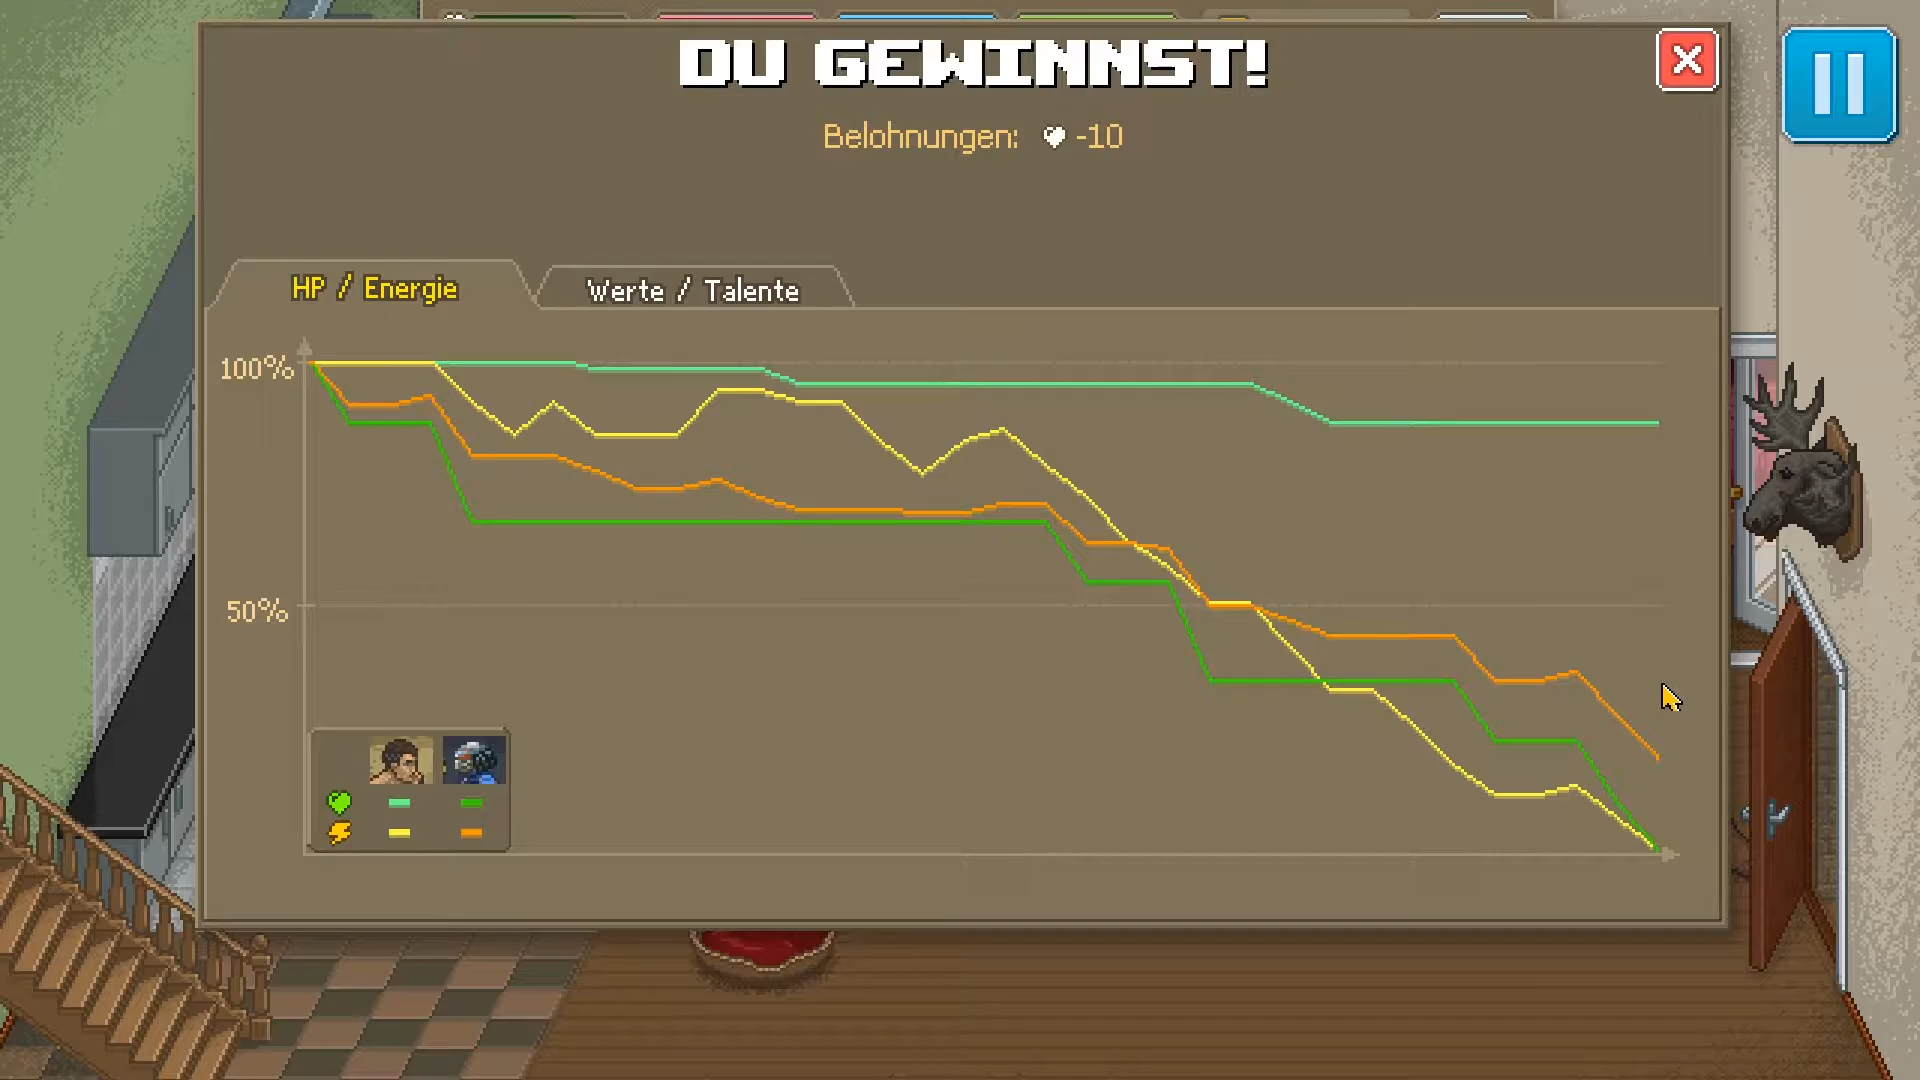 DU GEWINNST!
Belohnungen: -10
HP / Energie
Werte / Talente
100%
50%